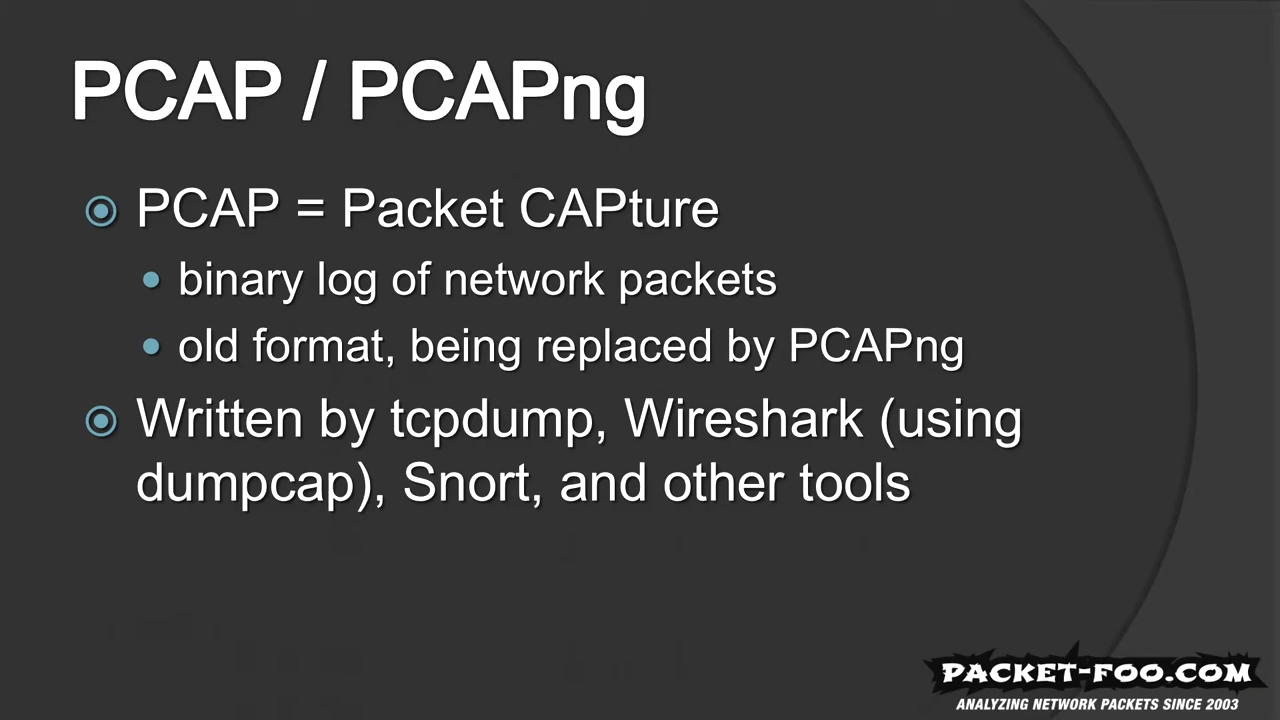 PCAP / PCAPng
PCAP = Packet CAPture
binary log of network packets
old format, being replaced by PCAPng
Written by tcpdump, Wireshark (using
dumpcap), Snort, and other tools
PACKET-FOO.COM
ANALYZING NETWORK PACKETS SINCE 2003